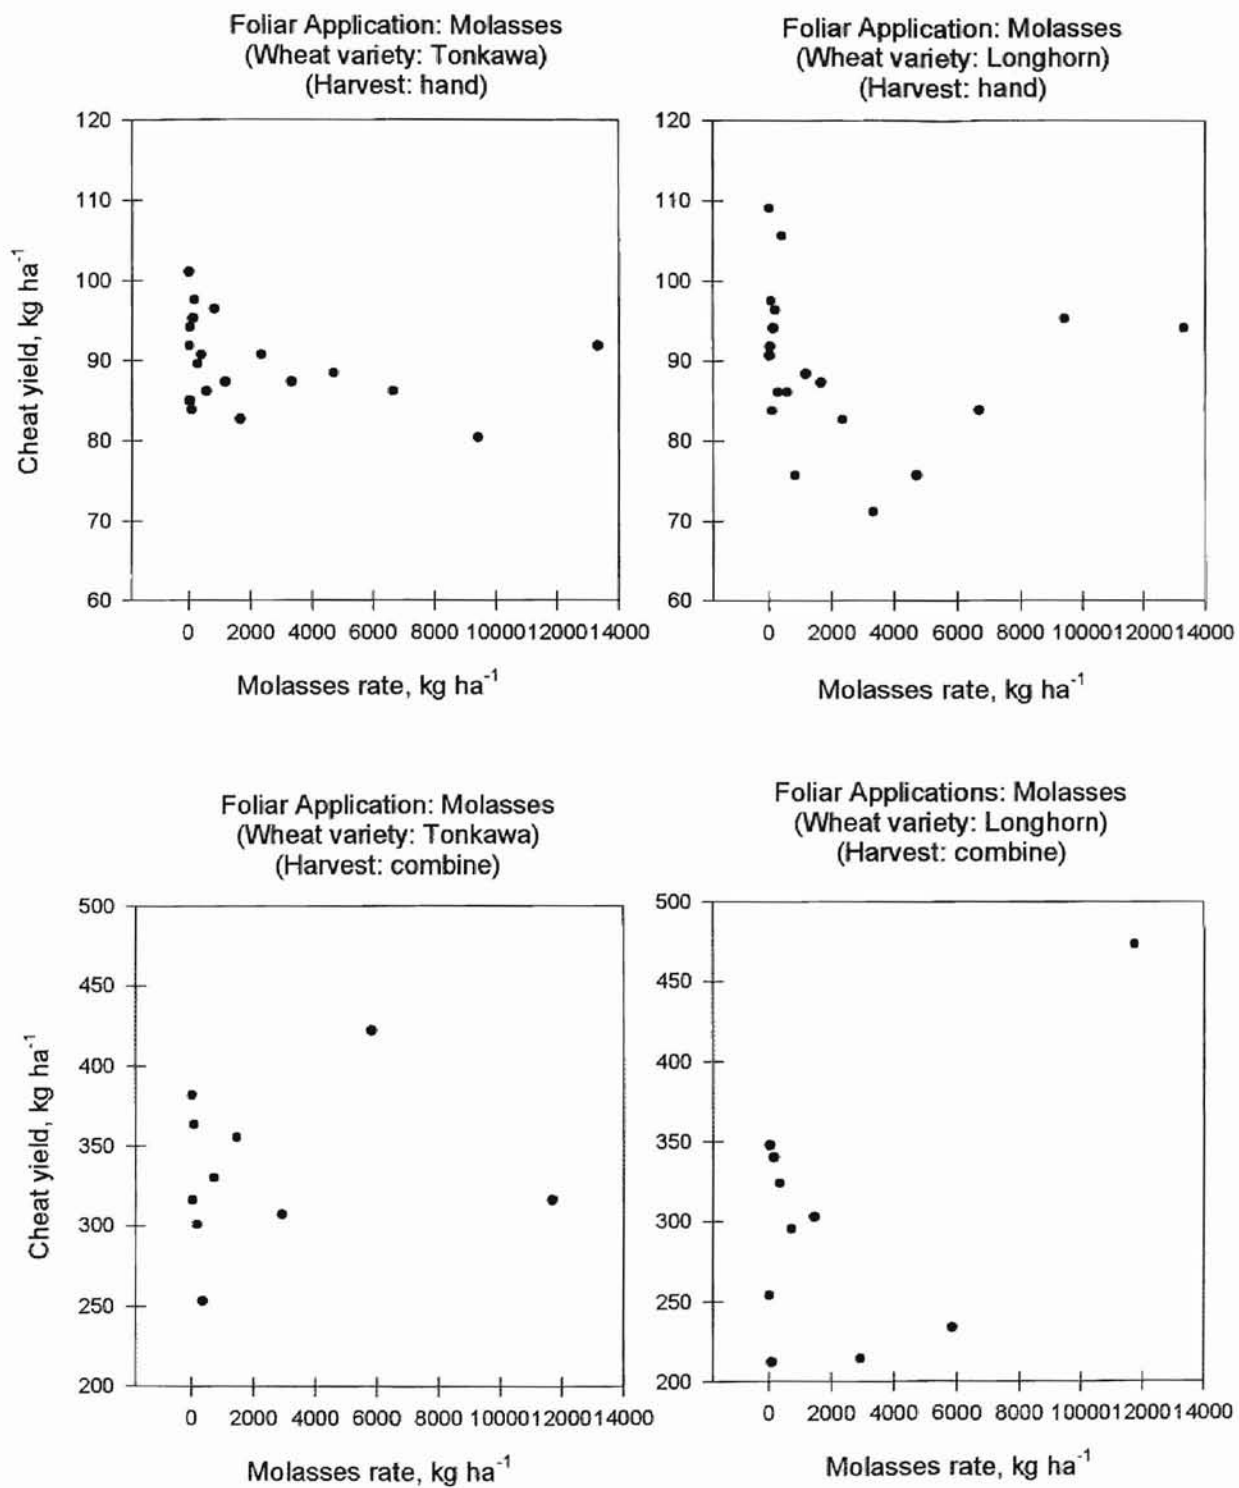 Foliar Application: Molasses
(Wheat variety: Tonkawa)
(Harvest: hand)
120
110
100
90
80
70
60
Cheat yield, kg ha-1
0 2000 4000 6000 8000 10000 12000 14000
Molasses rate, kg ha-1
Foliar Application: Molasses
(Wheat variety: Longhorn)
(Harvest: hand)
120
110
100
90
80
70
60
0 2000 4000 6000 8000 10000 12000 14000
Molasses rate, kg ha-1
Foliar Application: Molasses
(Wheat variety: Tonkawa)
(Harvest: combine)
500
450
400
350
300
250
200
Cheat yield, kg ha-1
0 2000 4000 6000 8000 10000 12000 14000
Molasses rate, kg ha-1
Foliar Applications: Molasses
(Wheat variety: Longhorn)
(Harvest: combine)
500
450
400
350
300
250
200
0 2000 4000 6000 8000 10000 12000 14000
Molasses rate, kg ha-1